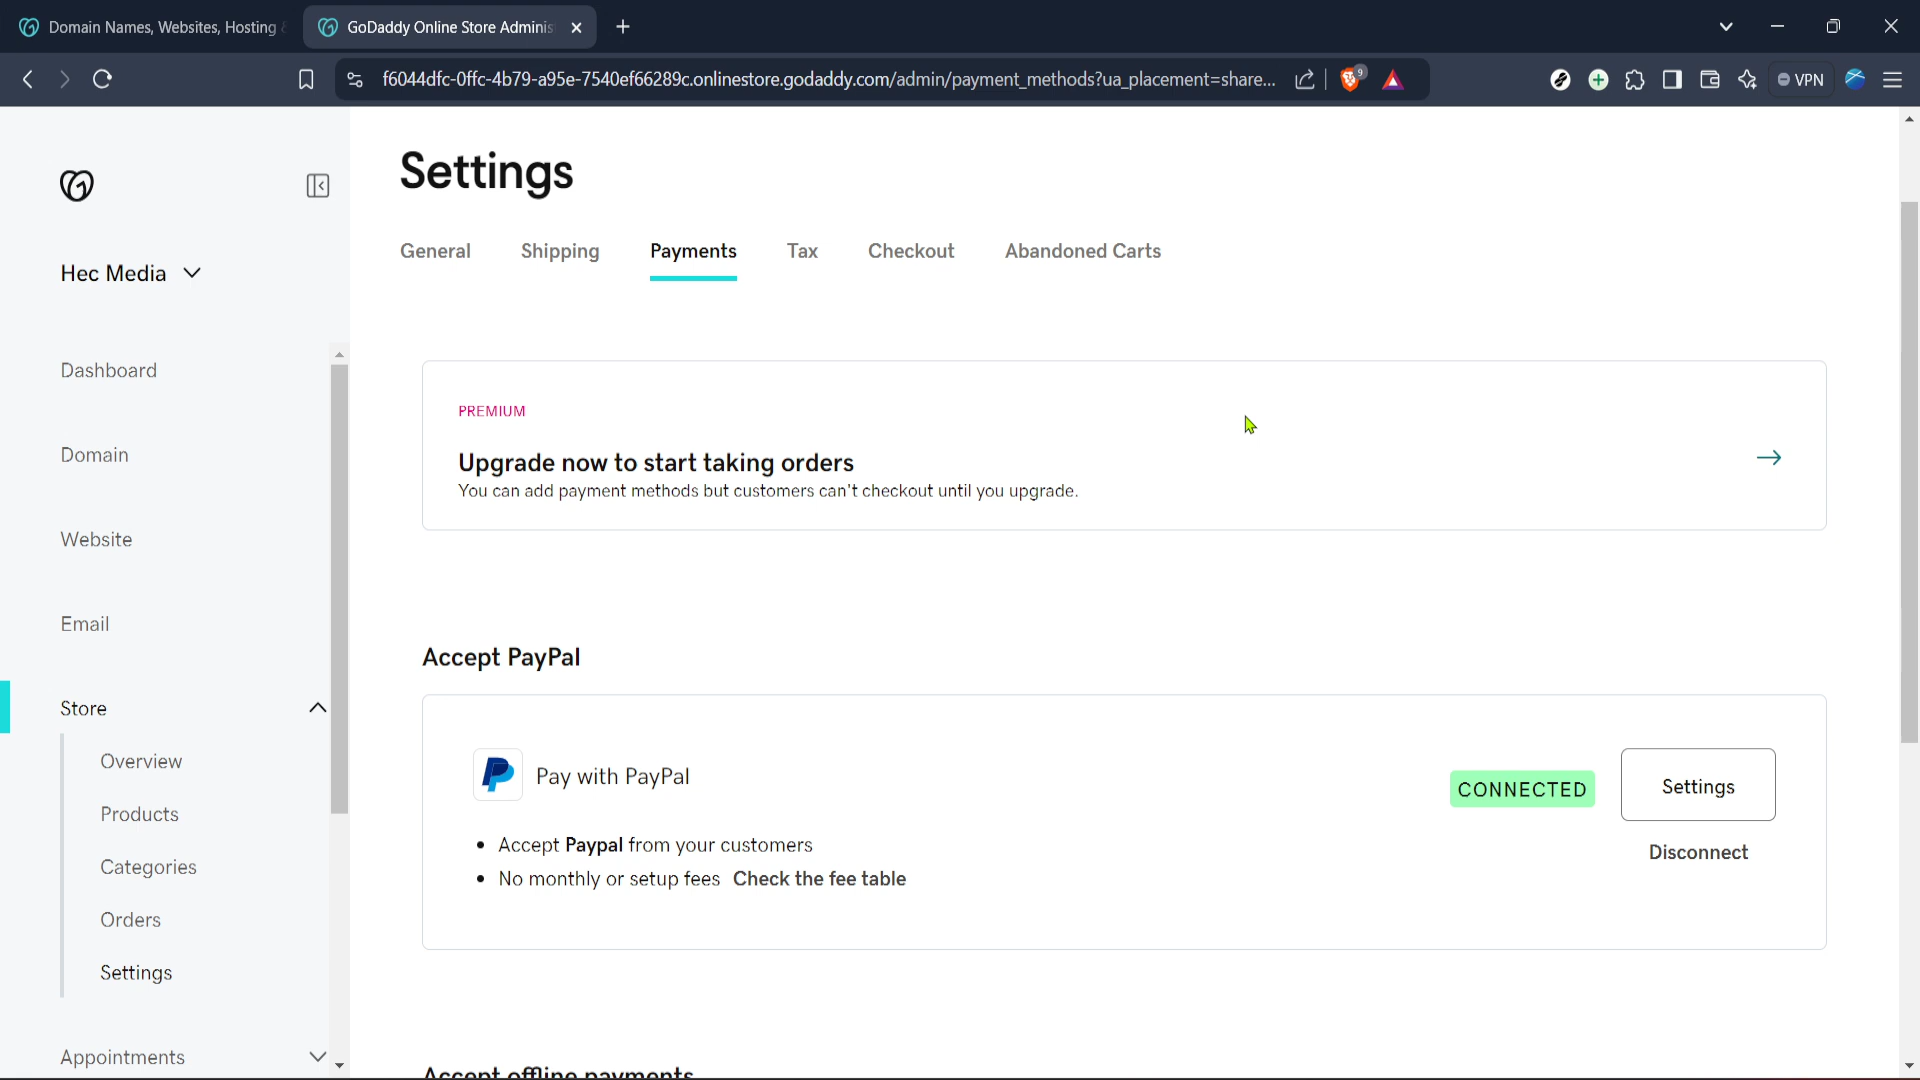 Domain Names, Websites, Hosting &
GoDaddy Online Store Adminis
f6044dfc-0ffc-4b79-a95e-7540ef66289c.onlinestore.godaddy.com/admin/payment_methods?ua_placement=share...
9
VPN
Settings
General
Shipping
Payments
Tax
Checkout
Abandoned Carts
Hec Media
Dashboard
Domain
Website
Email
Store
Overview
Products
Categories
Orders
Settings
Appointments
PREMIUM
Upgrade now to start taking orders
You can add payment methods but customers can't checkout until you upgrade.
Accept PayPal
Pay with PayPal
CONNECTED
Settings
• Accept Paypal from your customers
• No monthly or setup fees Check the fee table
Disconnect
Accept offline payments